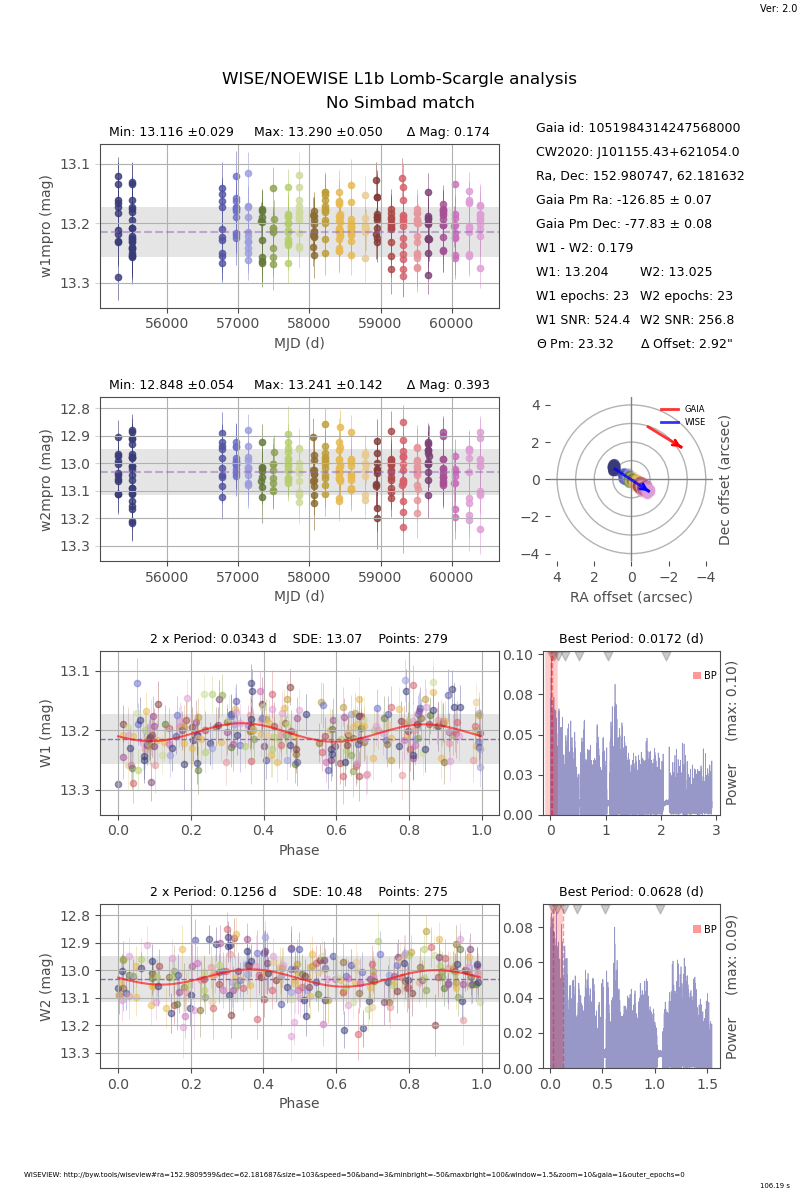 Ver: 2.0
WISE/NOEWISE L1b Lomb-Scargle analysis
No Simbad match
Min: 13.116 ±0.029 Max: 13.290 ±0.050 Δ Mag: 0.174
13.1
13.2
13.3
w1mpro (mag)
56000 57000 58000 59000 60000
MJD (d)
Gaia id: 1051984314247568000
CW2020: J101155.43+621054.0
Ra, Dec: 152.980747, 62.181632
Gaia Pm Ra: -126.85 ± 0.07
Gaia Pm Dec: -77.83 ± 0.08
W1 - W2: 0.179
W1: 13.204 W2: 13.025
W1 epochs: 23 W2 epochs: 23
W1 SNR: 524.4 W2 SNR: 256.8
Θ Pm: 23.32 Δ Offset: 2.92"
Min: 12.848 ±0.054 Max: 13.241 ±0.142 Δ Mag: 0.393
12.8
12.9
13.0
13.1
13.2
13.3
w2mpro (mag)
56000 57000 58000 59000 60000
MJD (d)
GAIA
WISE
4
2
0
−2
−4
4 2 0 −2 −4
RA offset (arcsec)
Dec offset (arcsec)
2 x Period: 0.0343 d SDE: 13.07 Points: 279
13.1
13.2
13.3
W1 (mag)
0.0 0.2 0.4 0.6 0.8 1.0
Phase
Best Period: 0.0172 (d)
BP
0.10
0.08
0.05
0.03
0.00
0 1 2 3
Power (max: 0.10)
2 x Period: 0.1256 d SDE: 10.48 Points: 275
12.8
12.9
13.0
13.1
13.2
13.3
W2 (mag)
0.0 0.2 0.4 0.6 0.8 1.0
Phase
Best Period: 0.0628 (d)
BP
0.08
0.06
0.04
0.02
0.00
0.0 0.5 1.0 1.5
Power (max: 0.09)
WISEVIEW: http://byw.tools/wiseview#ra=152.9809599&dec=62.181687&size=103&speed=50&band=3&minbright=-50&maxbright=100&window=1.5&zoom=10&gaia=1&outer_epochs=0
106.19 s